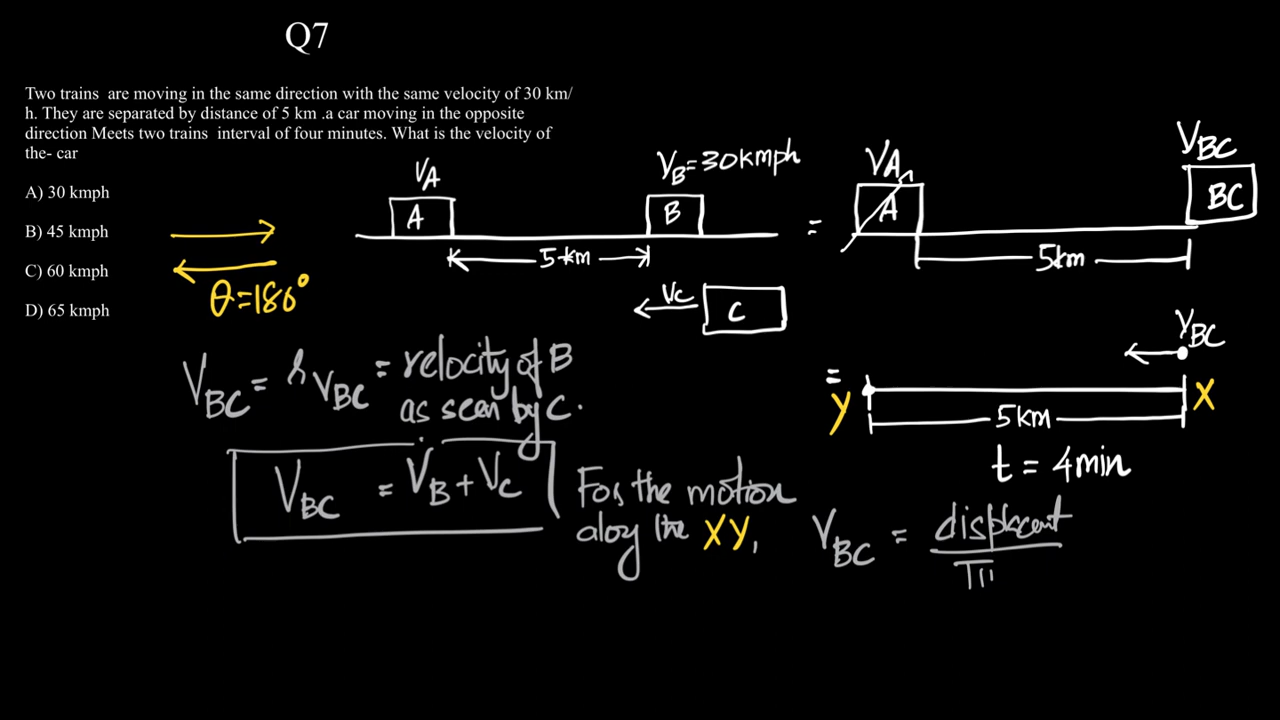 Q7
Two trains are moving in the same direction with the same velocity of 30 km/
h. They are separated by distance of 5 km .a car moving in the opposite
direction Meets two trains interval of four minutes. What is the velocity of
the- car
A) 30 kmph
B) 45 kmph
C) 60 kmph
D) 65 kmph
θ=180°
VA
A
VB=30kmph
B
5km
VC
C
=
VA
A
VBC
BC
5km
VBC
=
Y
X
5km
t = 4min
VBC = VBC = velocity of B
as seen by C.
VBC = VB + VC
For the motion
along the XY,
VBC =